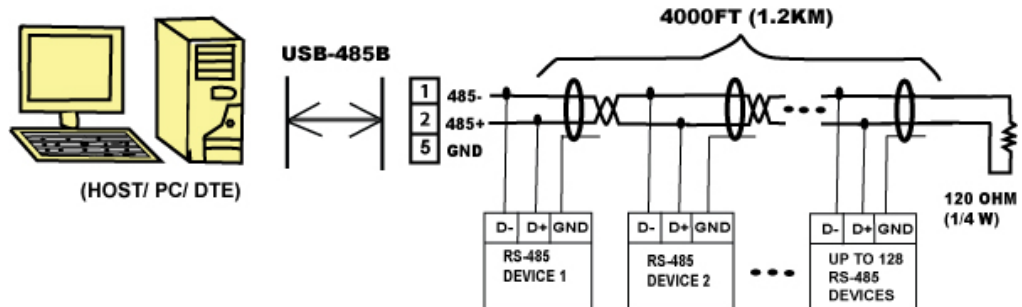 4000FT (1.2KM)
USB-485B
1 485-
2 485+
5 GND
(HOST/ PC/ DTE)
120 OHM
(1/4 W)
D- D+ GND
RS-485
DEVICE 1
D- D+ GND
RS-485
DEVICE 2
D- D+ GND
UP TO 128
RS-485
DEVICES